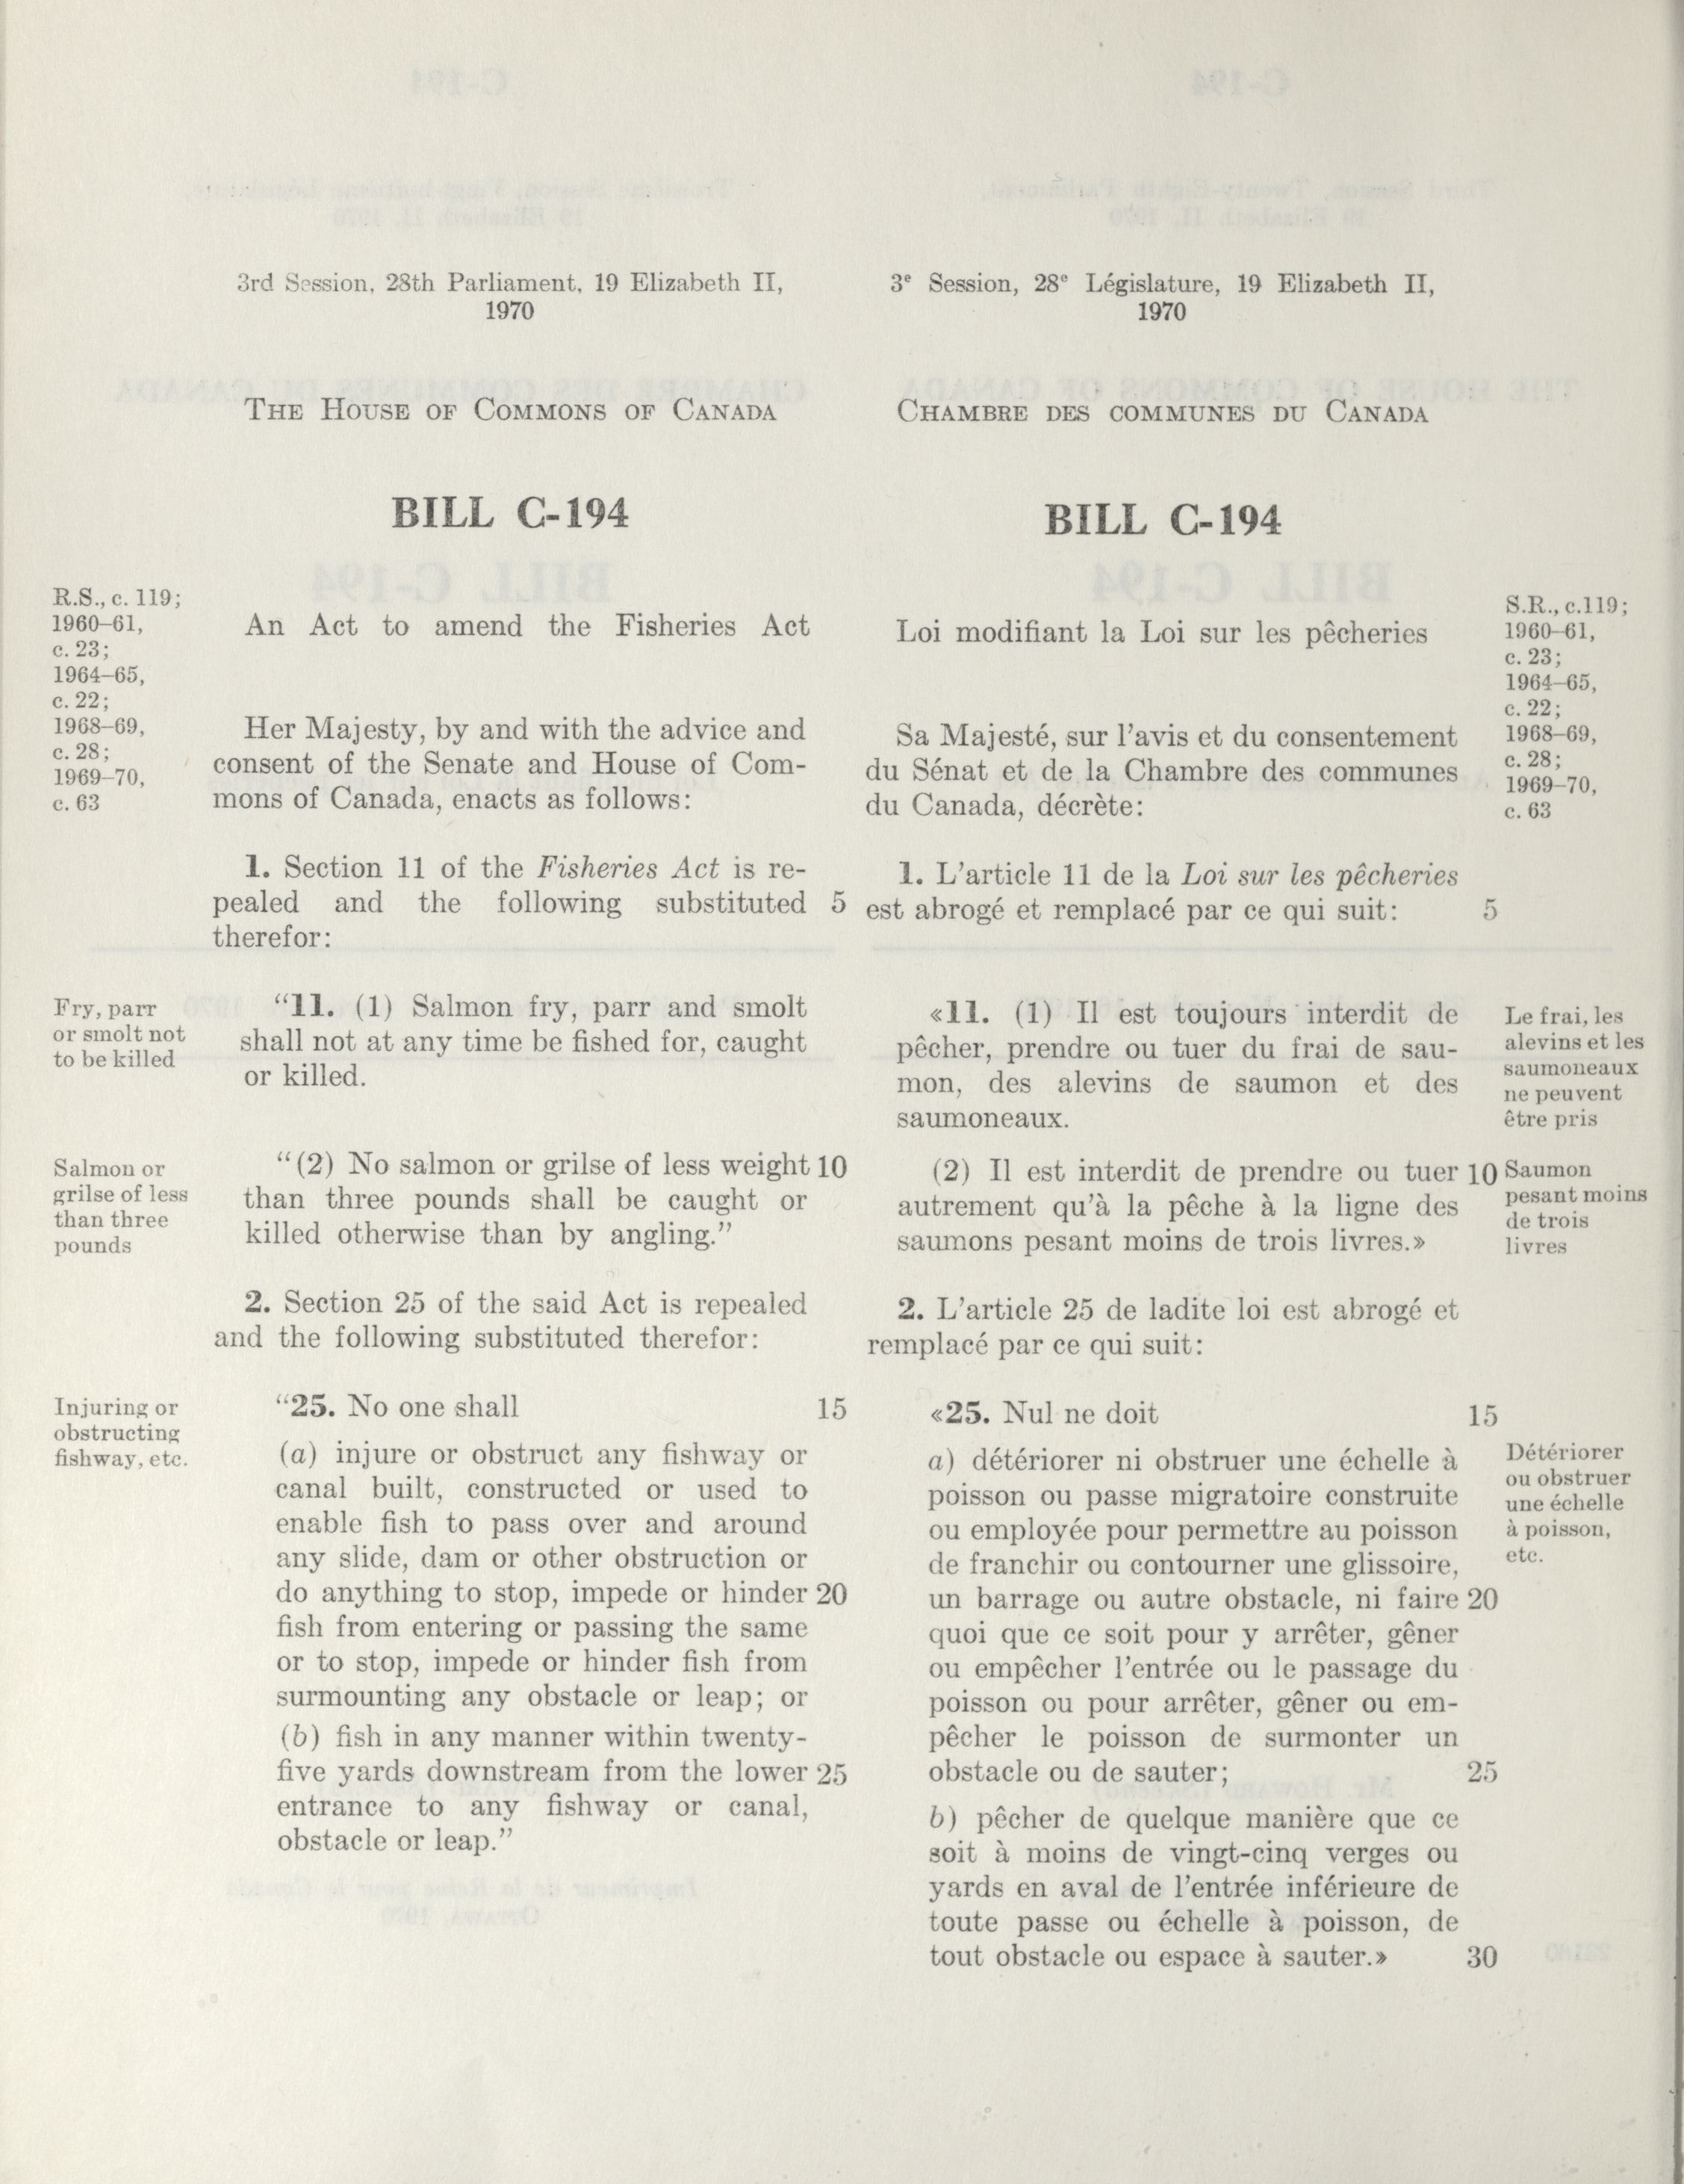 3rd Session, 28th Parliament, 19 Elizabeth II,
1970
THE HOUSE OF COMMONS OF CANADA
BILL C-194
R.S., c. 119;
1960–61,
c. 23;
1964–65,
c. 22;
1968–69,
c. 28;
1969–70,
c. 63
An Act to amend the Fisheries Act
Her Majesty, by and with the advice and
consent of the Senate and House of Com-
mons of Canada, enacts as follows:
1. Section 11 of the Fisheries Act is re-
pealed and the following substituted 5
therefor:
Fry, parr
or smolt not
to be killed
“11. (1) Salmon fry, parr and smolt
shall not at any time be fished for, caught
or killed.
Salmon or
grilse of less
than three
pounds
“(2) No salmon or grilse of less weight 10
than three pounds shall be caught or
killed otherwise than by angling.”
2. Section 25 of the said Act is repealed
and the following substituted therefor:
Injuring or
obstructing
fishway, etc.
“25. No one shall 15
(a) injure or obstruct any fishway or
canal built, constructed or used to
enable fish to pass over and around
any slide, dam or other obstruction or
do anything to stop, impede or hinder 20
fish from entering or passing the same
or to stop, impede or hinder fish from
surmounting any obstacle or leap; or
(b) fish in any manner within twenty-
five yards downstream from the lower 25
entrance to any fishway or canal,
obstacle or leap.”
3e Session, 28e Législature, 19 Elizabeth II,
1970
CHAMBRE DES COMMUNES DU CANADA
BILL C-194
S.R., c.119;
1960–61,
c. 23;
1964–65,
c. 22;
1968–69,
c. 28;
1969–70,
c. 63
Loi modifiant la Loi sur les pêcheries
Sa Majesté, sur l’avis et du consentement
du Sénat et de la Chambre des communes
du Canada, décrète:
1. L’article 11 de la Loi sur les pêcheries
est abrogé et remplacé par ce qui suit: 5
«11. (1) Il est toujours interdit de
pêcher, prendre ou tuer du frai de sau-
mon, des alevins de saumon et des
saumoneaux.
Le frai, les
alevins et les
saumoneaux
ne peuvent
être pris
(2) Il est interdit de prendre ou tuer 10
autrement qu’à la pêche à la ligne des
saumons pesant moins de trois livres.»
Saumon
pesant moins
de trois
livres
2. L’article 25 de ladite loi est abrogé et
remplacé par ce qui suit:
«25. Nul ne doit 15
a) détériorer ni obstruer une échelle à
poisson ou passe migratoire construite
ou employée pour permettre au poisson
de franchir ou contourner une glissoire,
un barrage ou autre obstacle, ni faire 20
quoi que ce soit pour y arrêter, gêner
ou empêcher l’entrée ou le passage du
poisson ou pour arrêter, gêner ou em-
pêcher le poisson de surmonter un
obstacle ou de sauter; 25
Détériorer
ou obstruer
une échelle
à poisson,
etc.
b) pêcher de quelque manière que ce
soit à moins de vingt-cinq verges ou
yards en aval de l’entrée inférieure de
toute passe ou échelle à poisson, de
tout obstacle ou espace à sauter.» 30